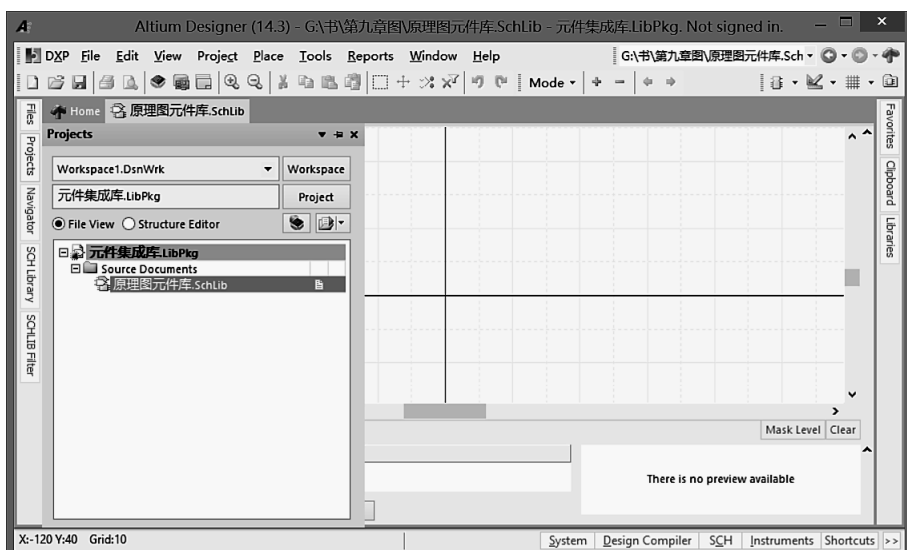 Altium Designer (14.3) - G:\书\第九章图\原理图元件库.SchLib - 元件集成库.LibPkg. Not signed in.
DXP File Edit View Project Place Tools Reports Window Help G:\书\第九章图\原理图元件库.Sch
Mode
Home 原理图元件库.SchLib
Files
Projects
Navigator
SCH Library
SCHLIB Filter
Projects
Workspace1.DsnWrk Workspace
元件集成库.LibPkg Project
File View Structure Editor
元件集成库.LibPkg
Source Documents
原理图元件库.SchLib
Favorites
Clipboard
Libraries
Mask Level Clear
There is no preview available
X:-120 Y:40 Grid:10 System Design Compiler SCH Instruments Shortcuts >>